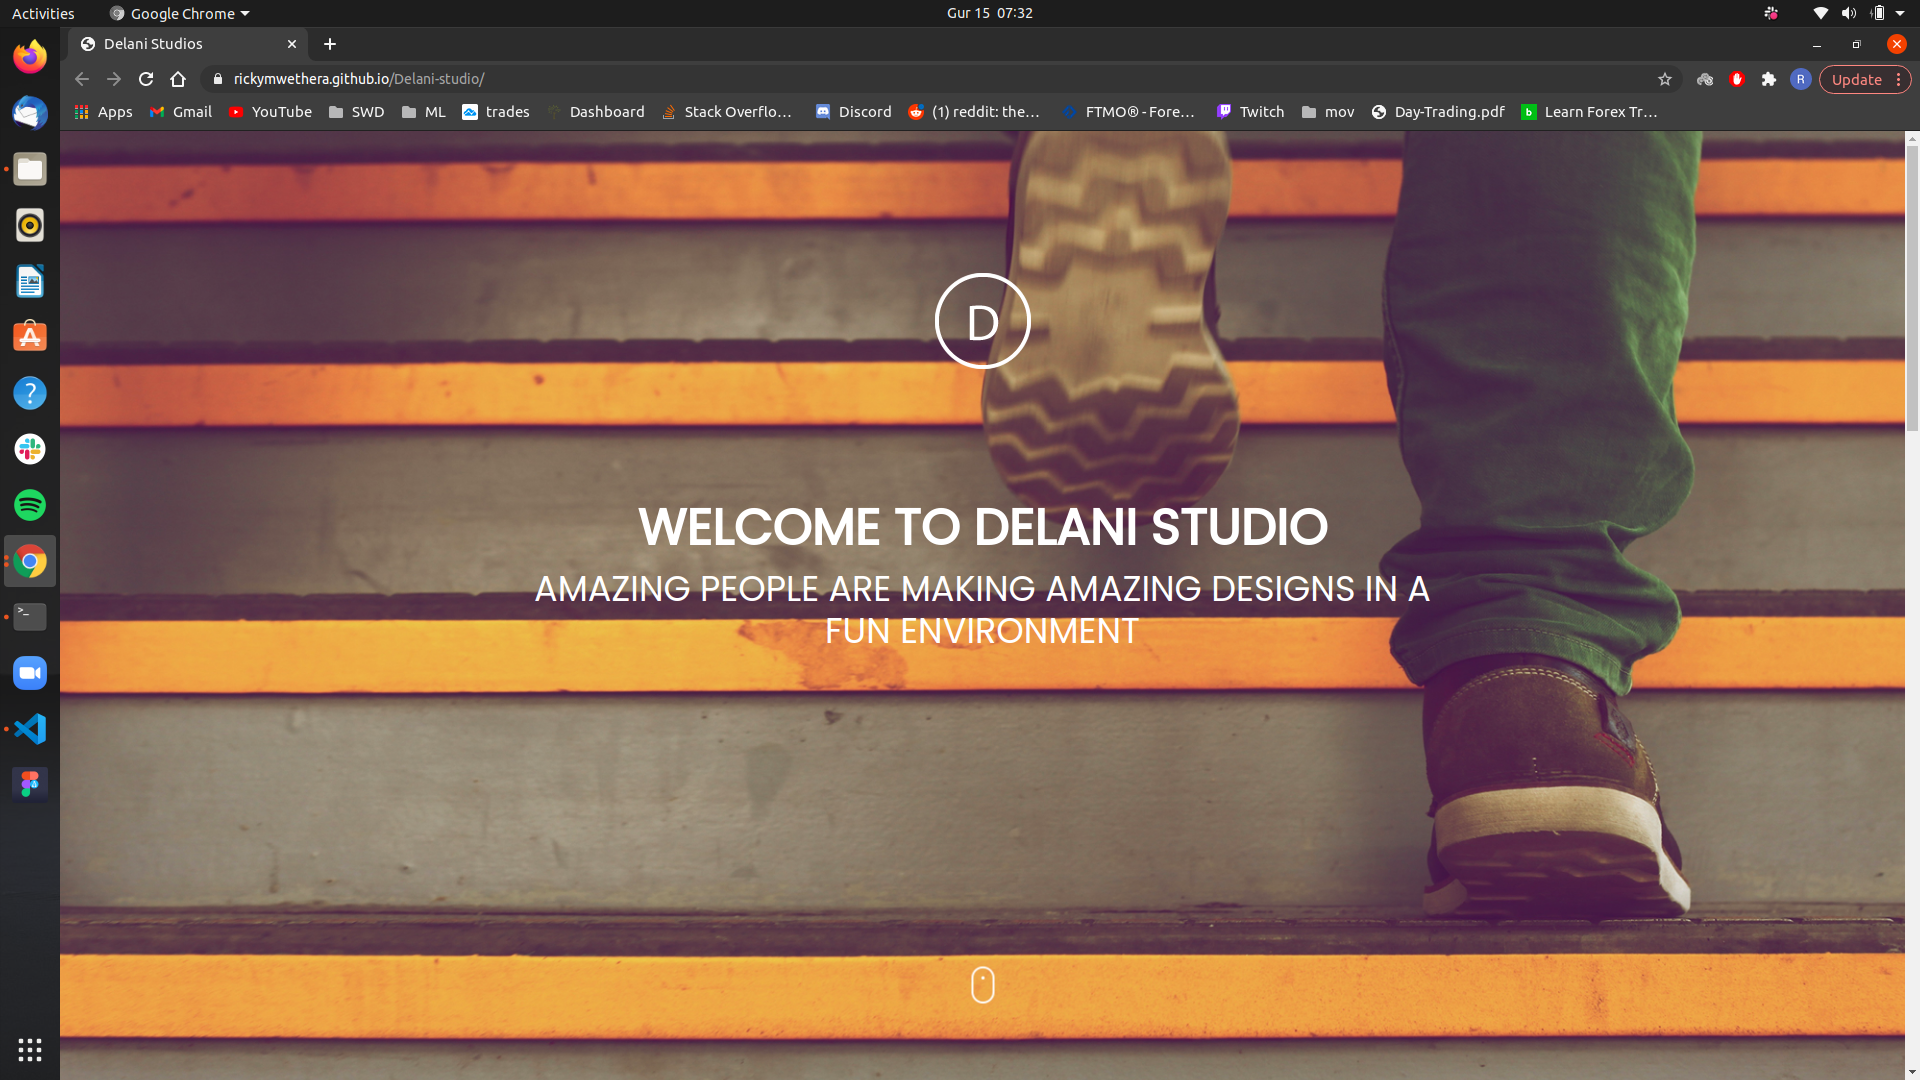 Activities
Google Chrome
Gur 15 07:32
Delani Studios
rickymwethera.github.io/Delani-studio/
R
Update
Apps
Gmail
YouTube
SWD
ML
trades
Dashboard
Stack Overflo...
Discord
(1) reddit: the...
FTMO® - Fore...
Twitch
mov
Day-Trading.pdf
b
Learn Forex Tr...
D
WELCOME TO DELANI STUDIO
AMAZING PEOPLE ARE MAKING AMAZING DESIGNS IN A
FUN ENVIRONMENT